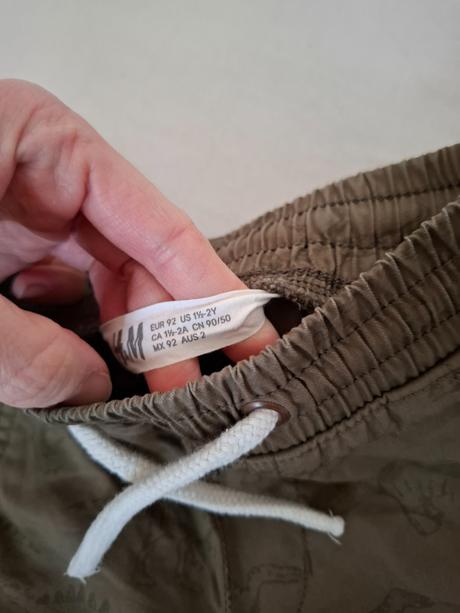 H&M
EUR 92 US 1½-2Y
CA 1½-2A CN 90/50
MX 92 AUS 2